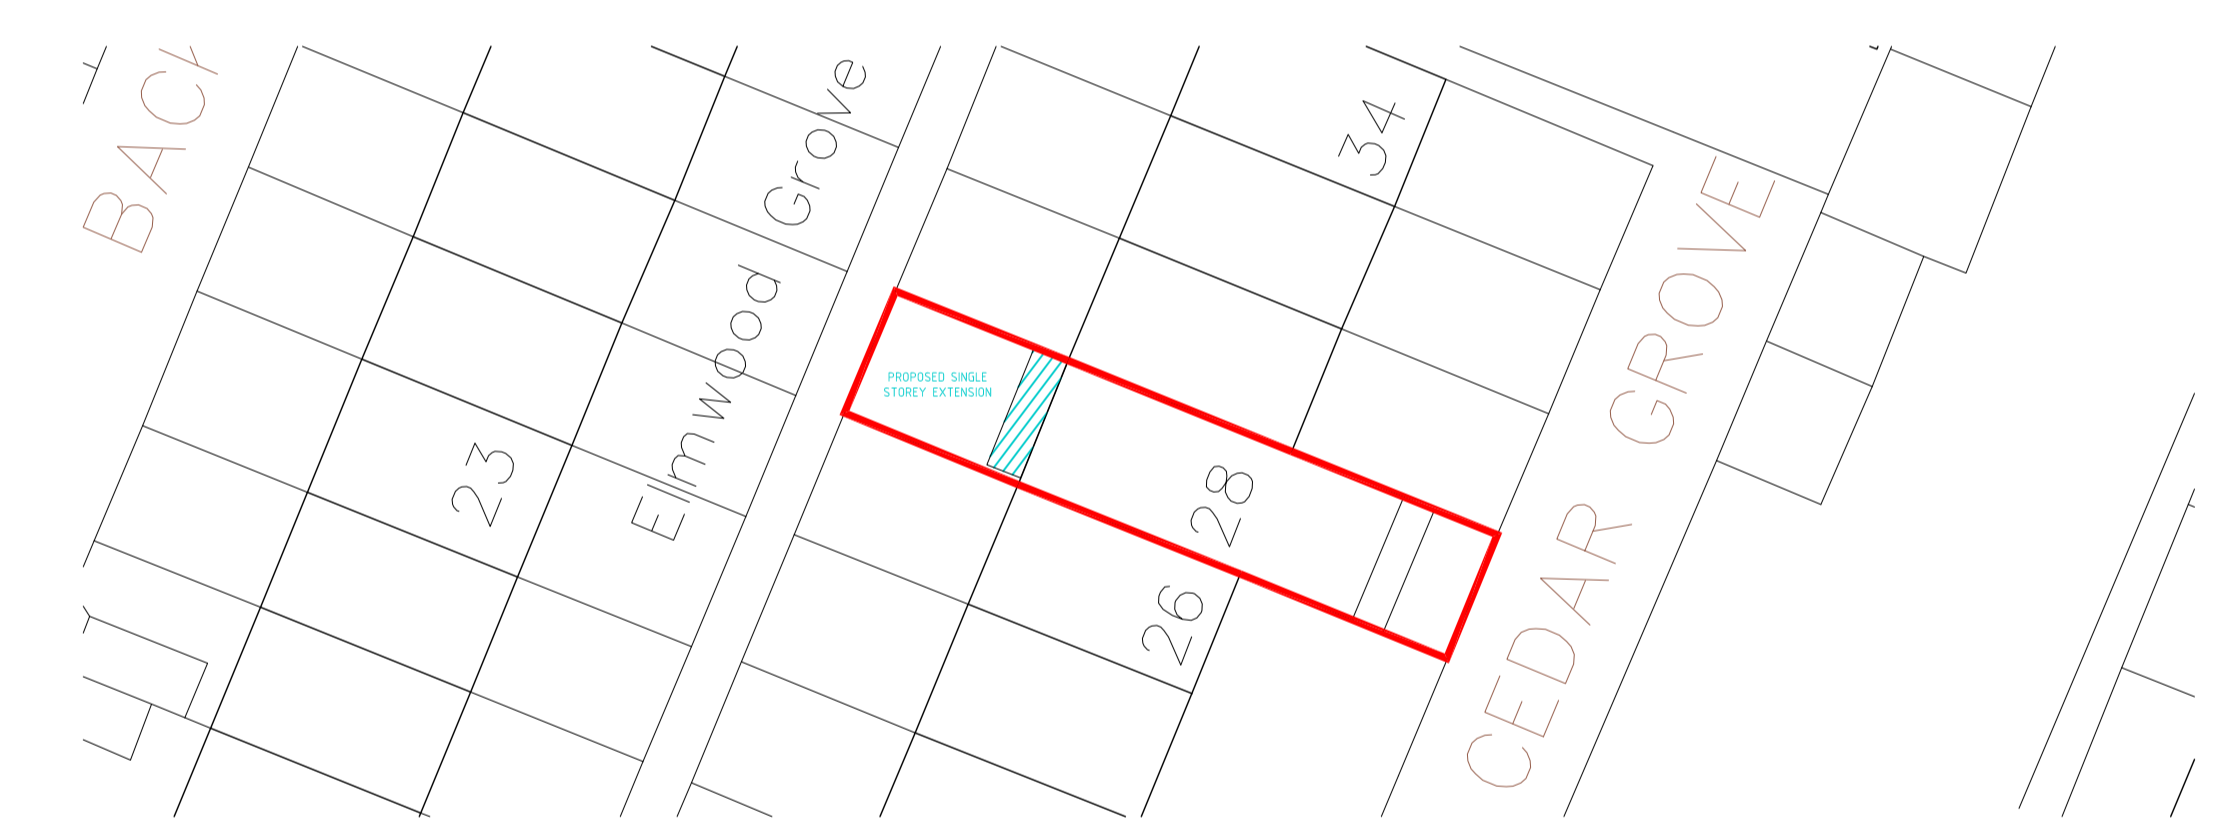 BACK
Elmwood Grove
34
PROPOSED SINGLE
STOREY EXTENSION
23
28
26
CEDAR GROVE